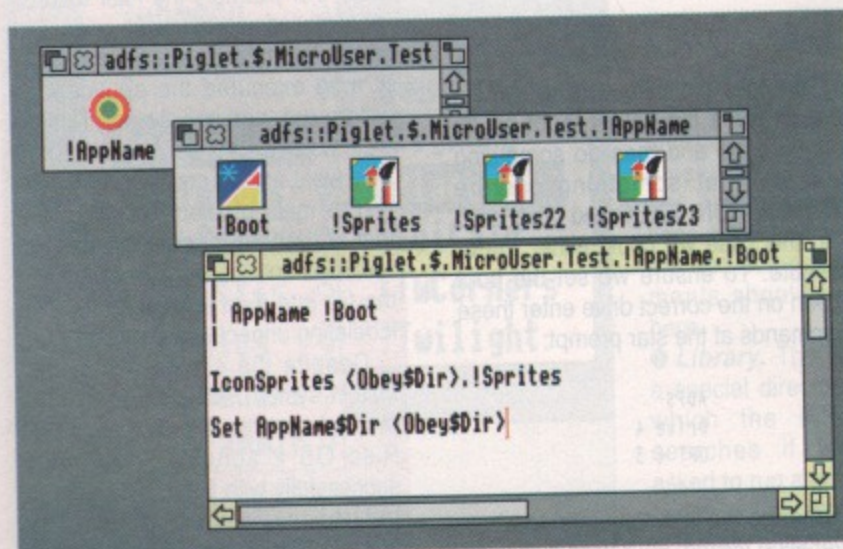 adfs::Piglet.$.MicroUser.Test
!AppName
adfs::Piglet.$.MicroUser.Test.!AppName
!Boot !Sprites !Sprites22 !Sprites23
adfs::Piglet.$.MicroUser.Test.!AppName.!Boot
|
| AppName !Boot
|
IconSprites <Obey$Dir>.!Sprites
Set AppName$Dir <Obey$Dir>